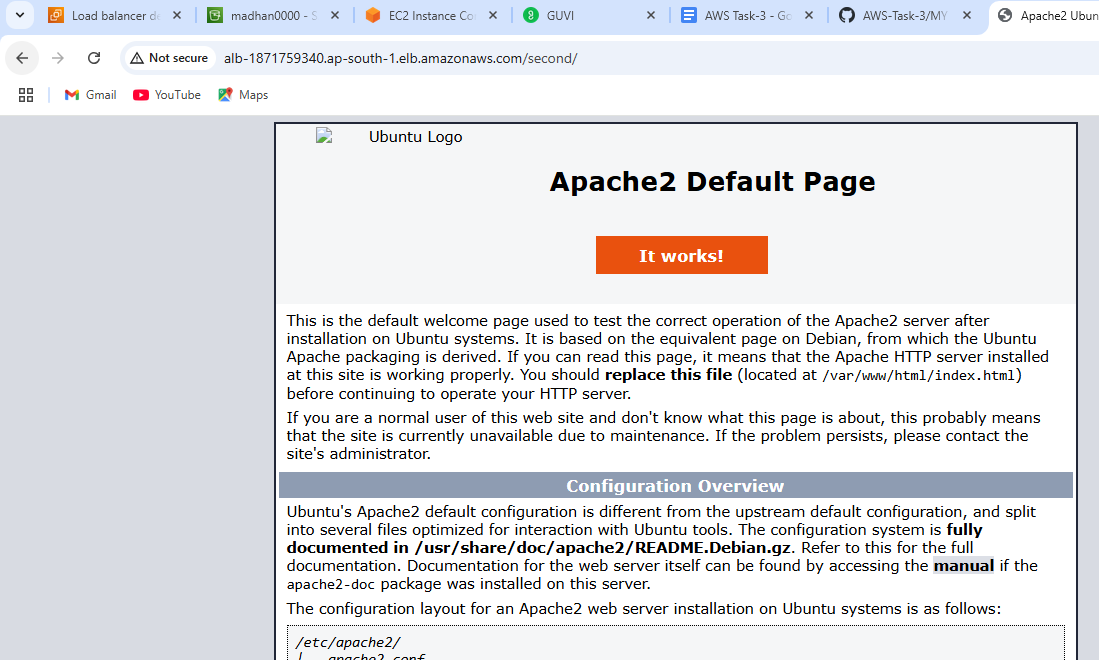 Load balancer de
madhan0000 - S
EC2 Instance Co
GUVI
AWS Task-3 - Go
AWS-Task-3/MY
Apache2 Ubun
Not secure
alb-1871759340.ap-south-1.elb.amazonaws.com/second/
Gmail
YouTube
Maps
Ubuntu Logo
Apache2 Default Page
It works!
This is the default welcome page used to test the correct operation of the Apache2 server after
installation on Ubuntu systems. It is based on the equivalent page on Debian, from which the Ubuntu
Apache packaging is derived. If you can read this page, it means that the Apache HTTP server installed
at this site is working properly. You should replace this file (located at /var/www/html/index.html)
before continuing to operate your HTTP server.
If you are a normal user of this web site and don't know what this page is about, this probably means
that the site is currently unavailable due to maintenance. If the problem persists, please contact the
site's administrator.
Configuration Overview
Ubuntu's Apache2 default configuration is different from the upstream default configuration, and split
into several files optimized for interaction with Ubuntu tools. The configuration system is fully
documented in /usr/share/doc/apache2/README.Debian.gz. Refer to this for the full
documentation. Documentation for the web server itself can be found by accessing the manual if the
apache2-doc package was installed on this server.
The configuration layout for an Apache2 web server installation on Ubuntu systems is as follows:
/etc/apache2/
|-- apache2.conf